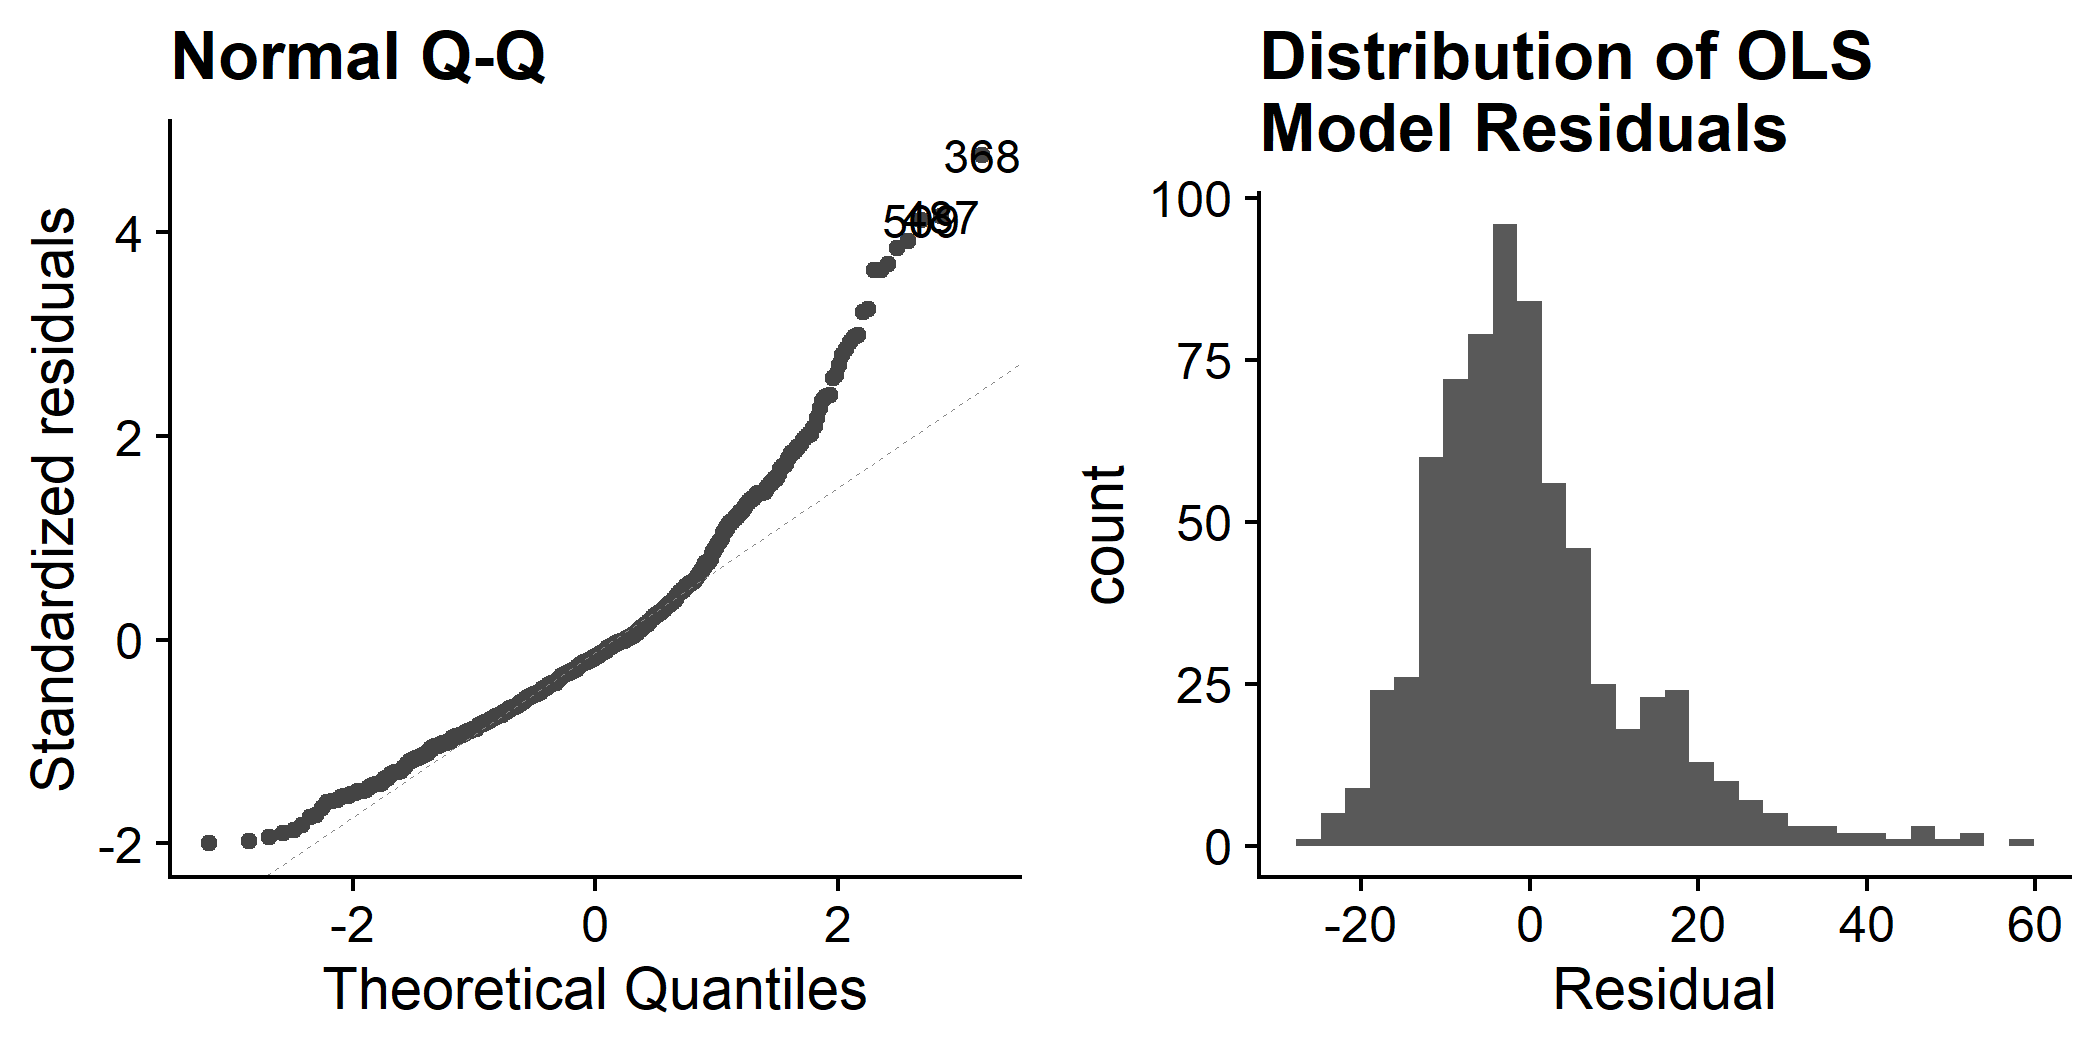 Normal Q-Q
Standardized residuals
4
2
0
-2
368
-2
0
2
Theoretical Quantiles
Distribution of OLS
Model Residuals
count
100
75
50
25
0
-20
0
20
40
60
Residual